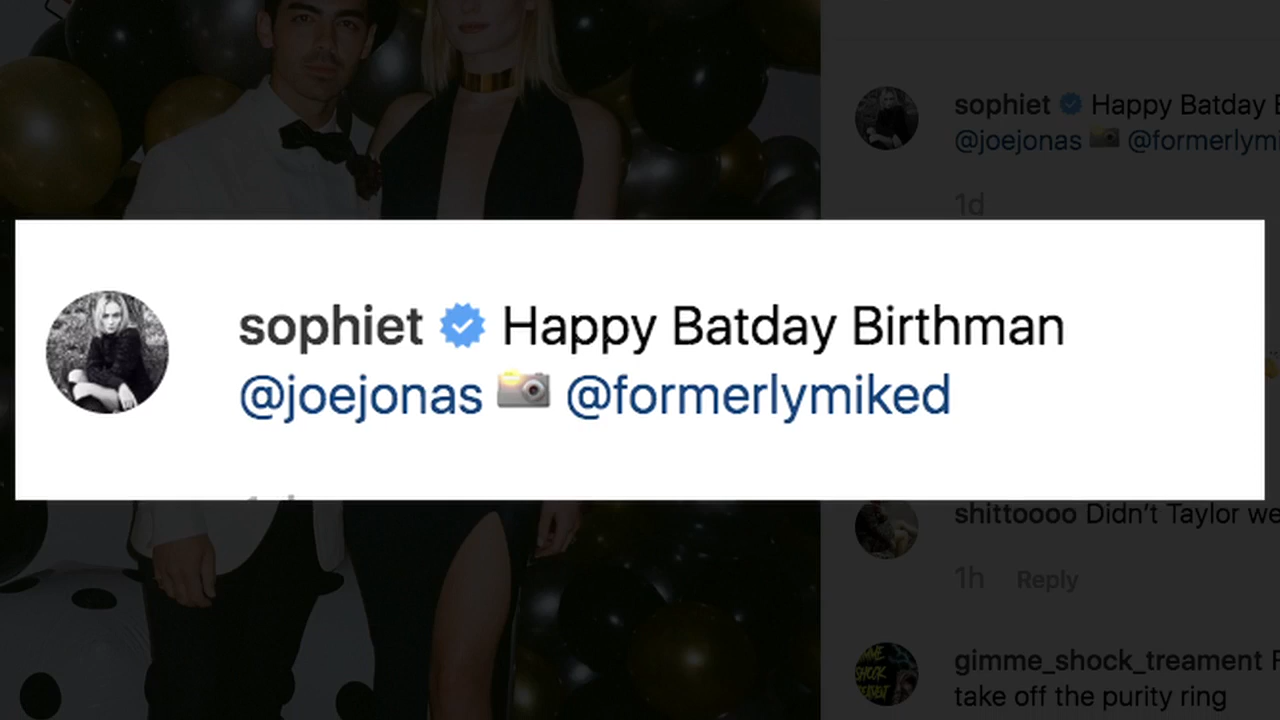 sophiet Happy Batday
@joejonas @formerlym
1d
sophiet Happy Batday Birthman
@joejonas @formerlymiked
shittoooo Didn't Taylor we
1h Reply
gimme_shock_treament
take off the purity ring